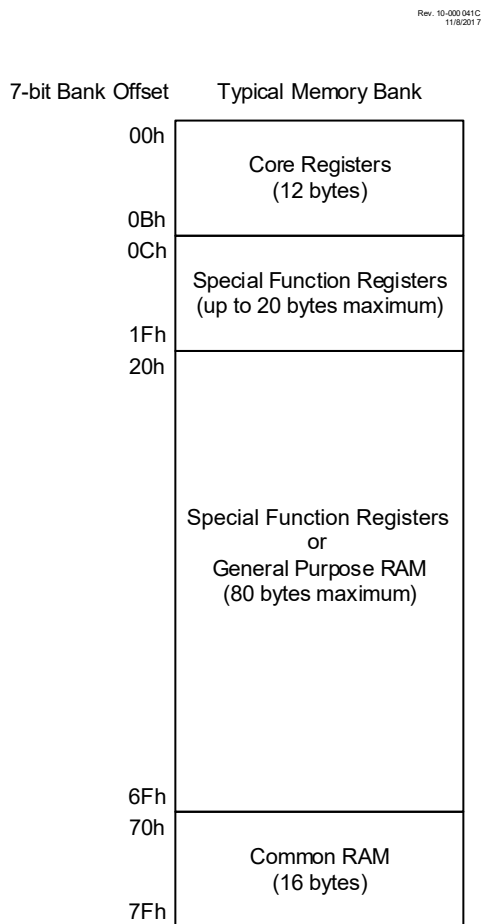 Rev. 10-000041C
11/8/2017
7-bit Bank Offset Typical Memory Bank
00h
Core Registers
(12 bytes)
0Bh
0Ch
Special Function Registers
(up to 20 bytes maximum)
1Fh
20h
Special Function Registers
or
General Purpose RAM
(80 bytes maximum)
6Fh
70h
Common RAM
(16 bytes)
7Fh